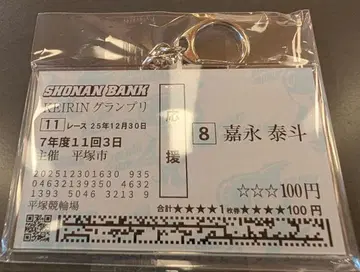 SHONAN BANK
KEIRINグランプリ
11 レース 25年12月30日
7年度11回3日
主催 平塚市
202512301630 935
04632139350 4632
1393 5046 3213 9
平塚競輪場
応援
8 嘉永 泰斗
☆☆☆100円
合計★★★★1枚券★★★★100円